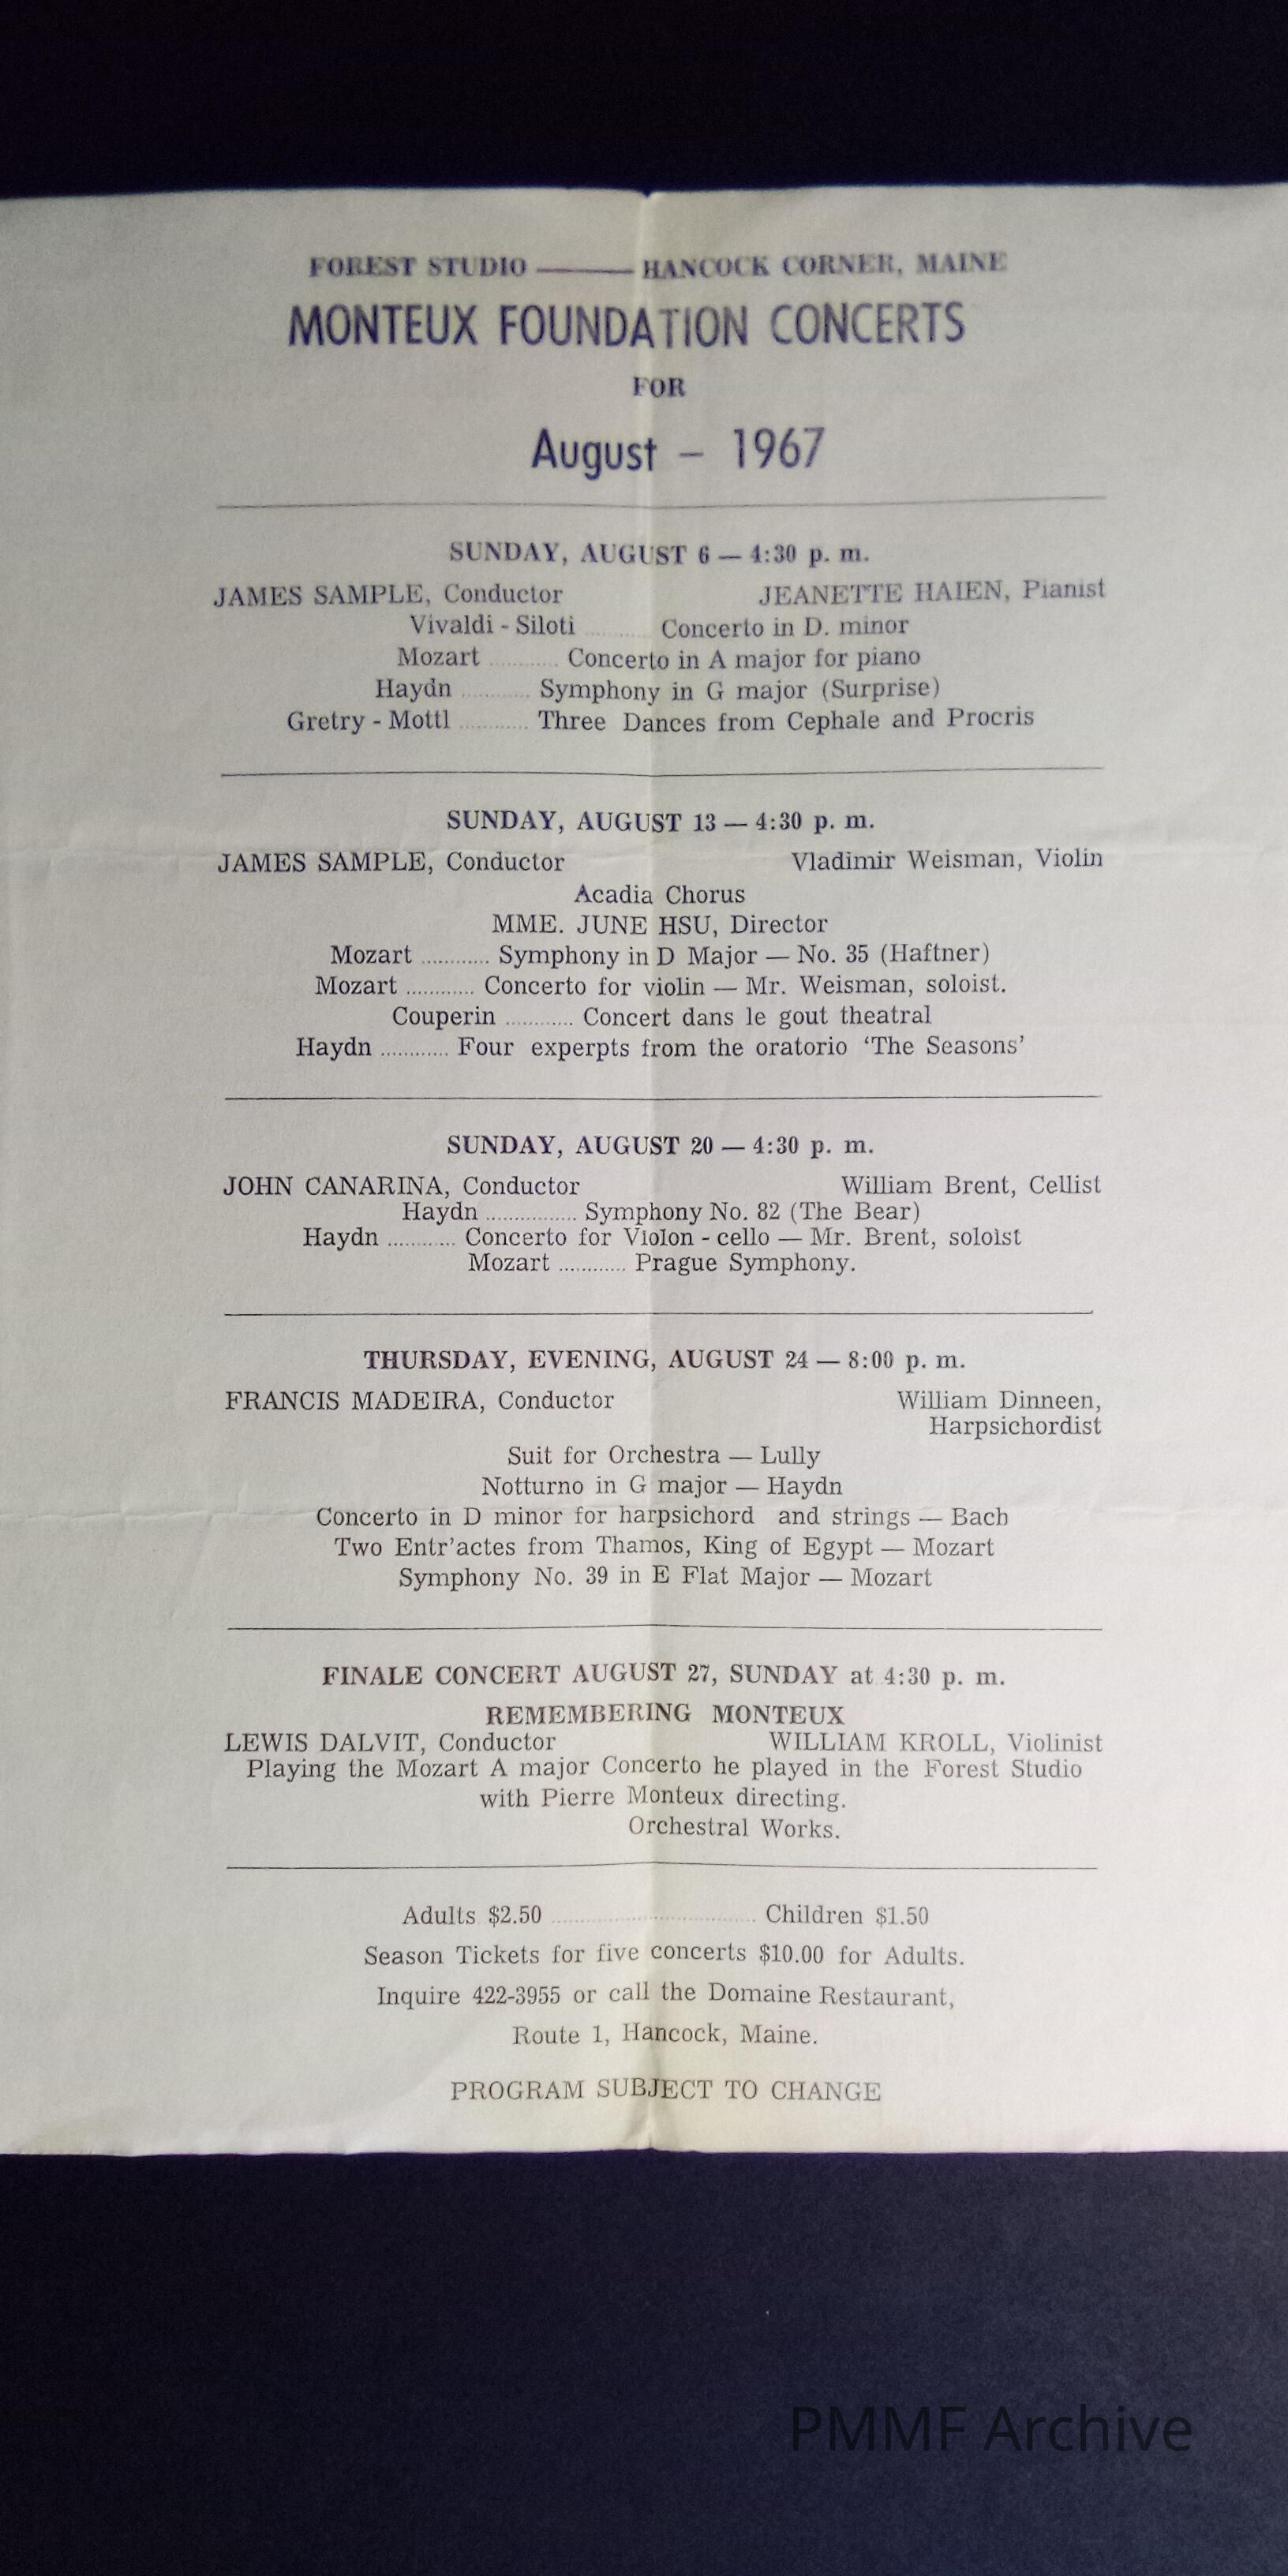 FOREST STUDIO ——— HANCOCK CORNER, MAINE
MONTEUX FOUNDATION CONCERTS
FOR
August – 1967
SUNDAY, AUGUST 6 — 4:30 p. m.
JAMES SAMPLE, Conductor JEANETTE HAIEN, Pianist
Vivaldi - Siloti ............ Concerto in D. minor
Mozart ............ Concerto in A major for piano
Haydn ............ Symphony in G major (Surprise)
Gretry - Mottl ............ Three Dances from Cephale and Procris
SUNDAY, AUGUST 13 — 4:30 p. m.
JAMES SAMPLE, Conductor Vladimir Weisman, Violin
Acadia Chorus
MME. JUNE HSU, Director
Mozart ............ Symphony in D Major — No. 35 (Haftner)
Mozart ............ Concerto for violin — Mr. Weisman, soloist.
Couperin ............ Concert dans le gout theatral
Haydn ............ Four experpts from the oratorio ‘The Seasons’
SUNDAY, AUGUST 20 — 4:30 p. m.
JOHN CANARINA, Conductor William Brent, Cellist
Haydn ................ Symphony No. 82 (The Bear)
Haydn ............ Concerto for Violon - cello — Mr. Brent, soloist
Mozart ............ Prague Symphony.
THURSDAY, EVENING, AUGUST 24 — 8:00 p. m.
FRANCIS MADEIRA, Conductor William Dinneen,
Harpsichordist
Suit for Orchestra — Lully
Notturno in G major — Haydn
Concerto in D minor for harpsichord and strings — Bach
Two Entr’actes from Thamos, King of Egypt — Mozart
Symphony No. 39 in E Flat Major — Mozart
FINALE CONCERT AUGUST 27, SUNDAY at 4:30 p. m.
REMEMBERING MONTEUX
LEWIS DALVIT, Conductor WILLIAM KROLL, Violinist
Playing the Mozart A major Concerto he played in the Forest Studio
with Pierre Monteux directing.
Orchestral Works.
Adults $2.50 .................................... Children $1.50
Season Tickets for five concerts $10.00 for Adults.
Inquire 422-3955 or call the Domaine Restaurant,
Route 1, Hancock, Maine.
PROGRAM SUBJECT TO CHANGE
PMMF Archive